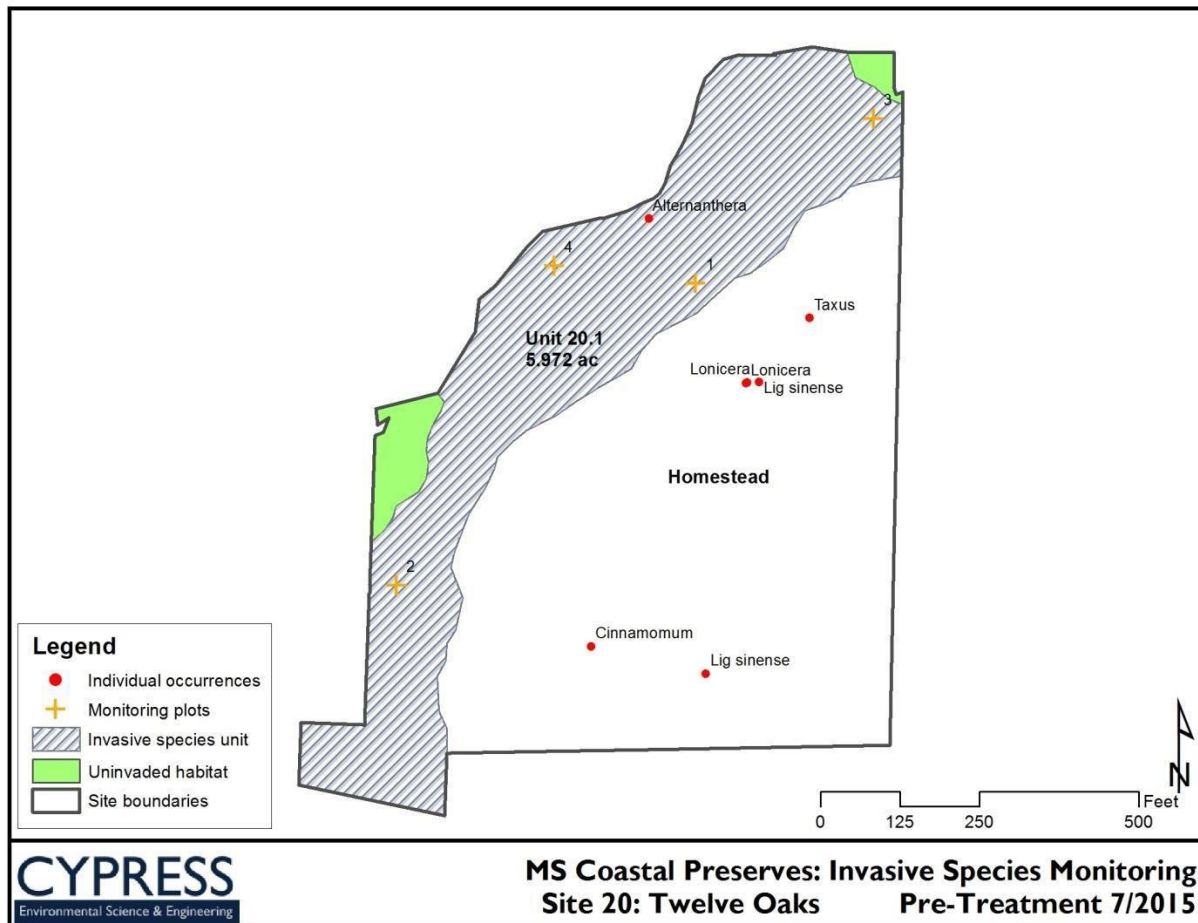 3
Alternanthera
4
1
Taxus
Unit 20.1
5.972 ac
Lonicera Lonicera
Lig sinense
Homestead
2
Cinnamomum
Lig sinense
Legend
Individual occurrences
Monitoring plots
Invasive species unit
Uninvaded habitat
Site boundaries
N
Feet
0 125 250 500
CYPRESS
Environmental Science & Engineering
MS Coastal Preserves: Invasive Species Monitoring
Site 20: Twelve Oaks Pre-Treatment 7/2015